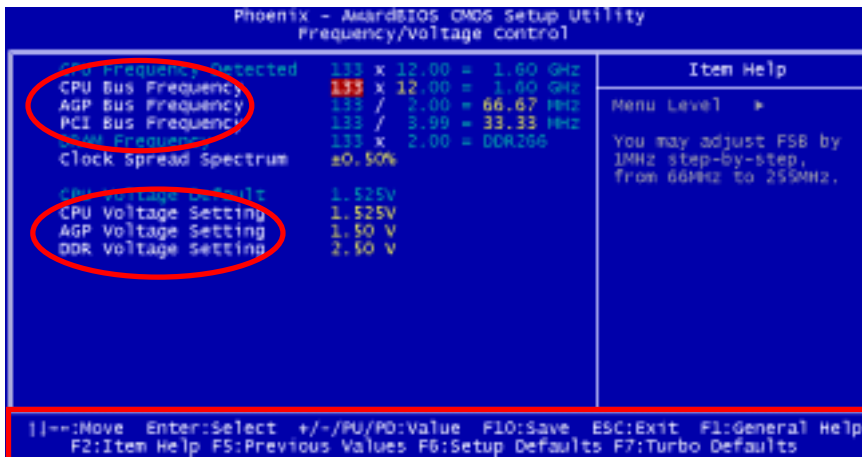 Phoenix - AwardBIOS CMOS Setup Utility
Frequency/Voltage Control
CPU Frequency Detected 133 x 12.00 = 1.60 GHz
CPU Bus Frequency 133 x 12.00 = 1.60 GHz
AGP Bus Frequency 133 / 2.00 = 66.67 MHz
PCI Bus Frequency 133 / 3.99 = 33.33 MHz
DRAM Frequency 133 x 2.00 = DDR266
Clock Spread Spectrum ±0.50%
CPU Voltage Default 1.525V
CPU Voltage Setting 1.525V
AGP Voltage Setting 1.50 V
DDR Voltage Setting 2.50 V
Item Help
Menu Level ►
You may adjust FSB by
1MHz step-by-step,
from 66MHz to 255MHz.
↑↓←→:Move Enter:Select +/-/PU/PD:Value F10:Save ESC:Exit F1:General Help
F2:Item Help F5:Previous Values F6:Setup Defaults F7:Turbo Defaults